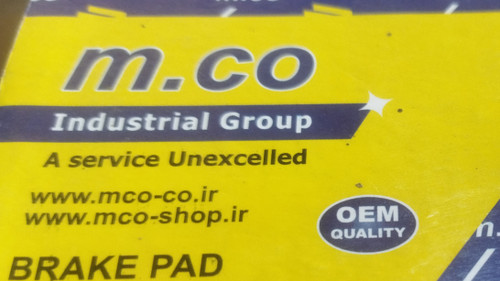 m.co
Industrial Group
A service Unexcelled
www.mco-co.ir
www.mco-shop.ir
OEM
QUALITY
BRAKE PAD